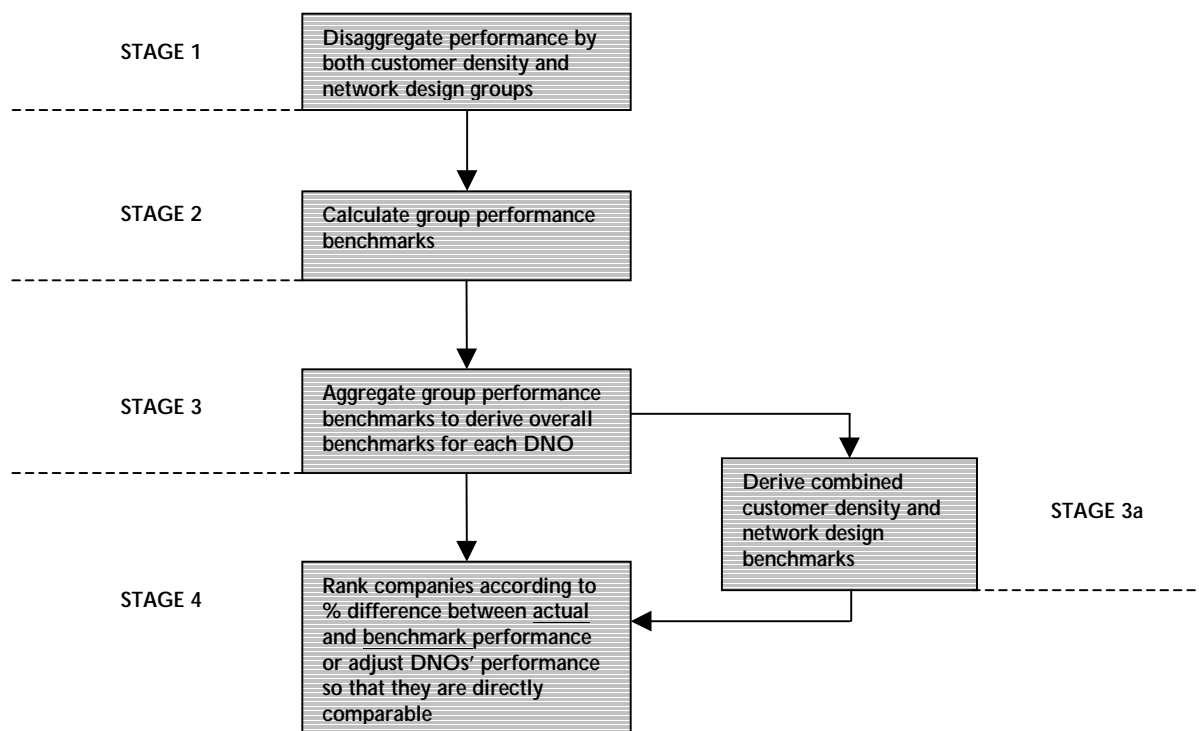 STAGE 1
Disaggregate performance by
both customer density and
network design groups
STAGE 2
Calculate group performance
benchmarks
STAGE 3
Aggregate group performance
benchmarks to derive overall
benchmarks for each DNO
Derive combined
customer density and
network design
benchmarks
STAGE 3a
STAGE 4
Rank companies according to
% difference between actual
and benchmark performance
or adjust DNOs’ performance
so that they are directly
comparable